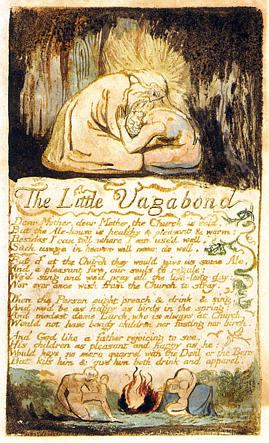 The Little Vagabond
Dear Mother, dear Mother, the Church is cold,
But the Ale-house is healthy & pleasant & warm;
Besides I can tell where I am use'd well,
Such usage in heaven will never do well.
But if at the Church they would give us some Ale,
And a pleasant fire, our souls to regale;
We'd sing and we'd pray all the live-long day;
Nor ever once wish from the Church to stray,
Then the Parson might preach & drink & sing,
And we'd be as happy as birds in the spring:
And modest dame Lurch, who is always at Church,
Would not have bandy children nor fasting nor birch.
And God like a father rejoicing to see,
His children as pleasant and happy as he:
Would have no more quarrel with the Devil or the Barrel
But kiss him & give him both drink and apparel.